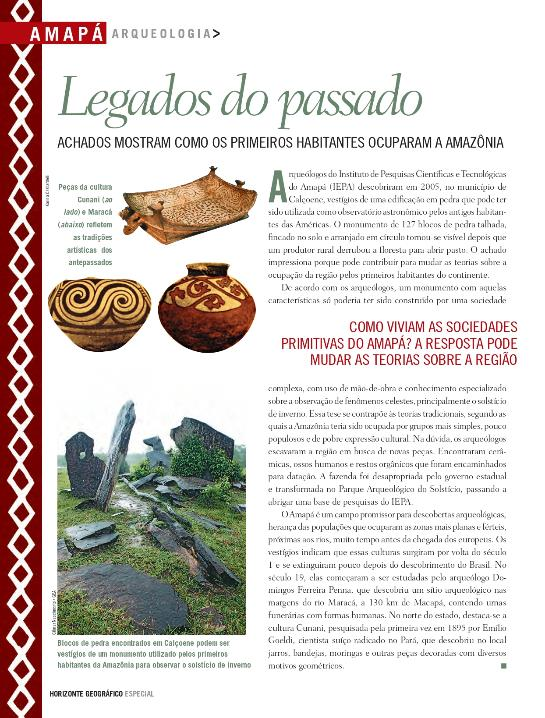 AMAPÁ ARQUEOLOGIA>
Legados do passado
ACHADOS MOSTRAM COMO OS PRIMEIROS HABITANTES OCUPARAM A AMAZÔNIA
Peças da cultura
Cunani (ao
lado) e Maracá
(abaixo) refletem
as tradições
artísticas dos
antepassados
Arqueólogos do Instituto de Pesquisas Científicas e Tecnológicas
do Amapá (IEPA) descobriram em 2005, no município de
Calçoene, vestígios de uma edificação em pedra que pode ter
sido utilizada como observatório astronômico pelos antigos habitan-
tes das Américas. O monumento de 127 blocos de pedra talhada,
fincado no solo e arranjado em círculo tornou-se visível depois que
um produtor rural derrubou a floresta para abrir pasto. O achado
impressiona porque pode contribuir para mudar as teorias sobre a
ocupação da região pelos primeiros habitantes do continente.
De acordo com os arqueólogos, um monumento com aquelas
características só poderia ter sido construído por uma sociedade
COMO VIVIAM AS SOCIEDADES
PRIMITIVAS DO AMAPÁ? A RESPOSTA PODE
MUDAR AS TEORIAS SOBRE A REGIÃO
complexa, com uso de mão-de-obra e conhecimento especializado
sobre a observação de fenômenos celestes, principalmente o solstício
de inverno. Essa tese se contrapõe às teorias tradicionais, segundo as
quais a Amazônia teria sido ocupada por grupos mais simples, pouco
populosos e de pobre expressão cultural. Na dúvida, os arqueólogos
escavaram a região em busca de novas peças. Encontraram cerâ-
micas, ossos humanos e restos orgânicos que foram encaminhados
para datação. A fazenda foi desapropriada pelo governo estadual
e transformada no Parque Arqueológico do Solstício, passando a
abrigar uma base de pesquisas do IEPA.
O Amapá é um campo promissor para descobertas arqueológicas,
herança das populações que ocuparam as zonas mais planas e férteis,
próximas aos rios, muito tempo antes da chegada dos europeus. Os
vestígios indicam que essas culturas surgiram por volta do século
1 e se extinguiram pouco depois do descobrimento do Brasil. No
século 19, elas começaram a ser estudadas pelo arqueólogo Do-
mingos Ferreira Penna, que descobriu um sítio arqueológico nas
margens do rio Maracá, a 130 km de Macapá, contendo urnas
funerárias com formas humanas. No norte do estado, destaca-se a
cultura Cunani, pesquisada pela primeira vez em 1895 por Emílio
Goeldi, cientista suíço radicado no Pará, que descobriu no local
jarros, bandejas, moringas e outras peças decoradas com diversos
motivos geométricos.
Blocos de pedra encontrados em Calçoene podem ser
vestígios de um monumento utilizado pelos primeiros
habitantes da Amazônia para observar o solstício de inverno
HORIZONTE GEOGRÁFICO ESPECIAL